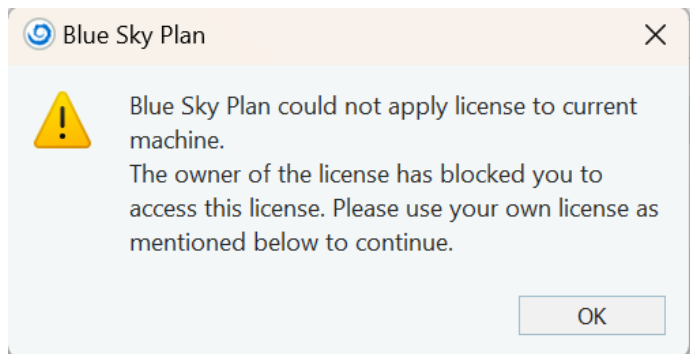 Blue Sky Plan
Blue Sky Plan could not apply license to current
machine.
The owner of the license has blocked you to
access this license. Please use your own license as
mentioned below to continue.
OK